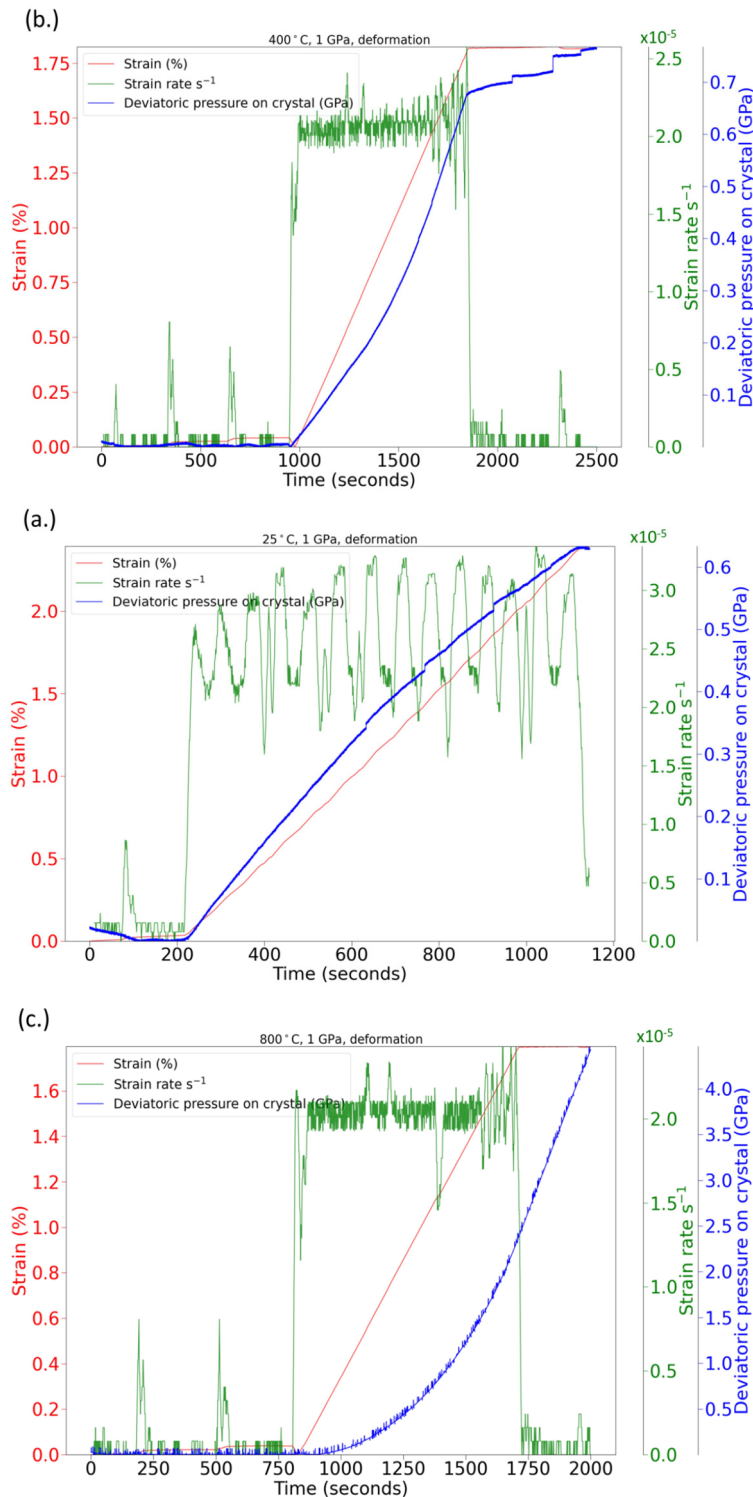 (b.)
400°C, 1 GPa, deformation
x10⁻⁵
Strain (%)
Strain rate s⁻¹
Deviatoric pressure on crystal (GPa)
1.75
1.50
1.25
1.00
0.75
0.50
0.25
0.00
Strain (%)
2.5
2.0
1.5
1.0
0.5
0.0
Strain rate s⁻¹
0.7
0.6
0.5
0.4
0.3
0.2
0.1
Deviatoric pressure on crystal (GPa)
0 500 1000 1500 2000 2500
Time (seconds)
(a.)
25°C, 1 GPa, deformation
x10⁻⁵
Strain (%)
Strain rate s⁻¹
Deviatoric pressure on crystal (GPa)
2.0
1.5
1.0
0.5
0.0
Strain (%)
3.0
2.5
2.0
1.5
1.0
0.5
0.0
Strain rate s⁻¹
0.6
0.5
0.4
0.3
0.2
0.1
Deviatoric pressure on crystal (GPa)
0 200 400 600 800 1000 1200
Time (seconds)
(c.)
800°C, 1 GPa, deformation
x10⁻⁵
Strain (%)
Strain rate s⁻¹
Deviatoric pressure on crystal (GPa)
1.6
1.4
1.2
1.0
0.8
0.6
0.4
0.2
0.0
Strain (%)
2.0
1.5
1.0
0.5
0.0
Strain rate s⁻¹
4.0
3.5
3.0
2.5
2.0
1.5
1.0
0.5
Deviatoric pressure on crystal (GPa)
0 250 500 750 1000 1250 1500 1750 2000
Time (seconds)